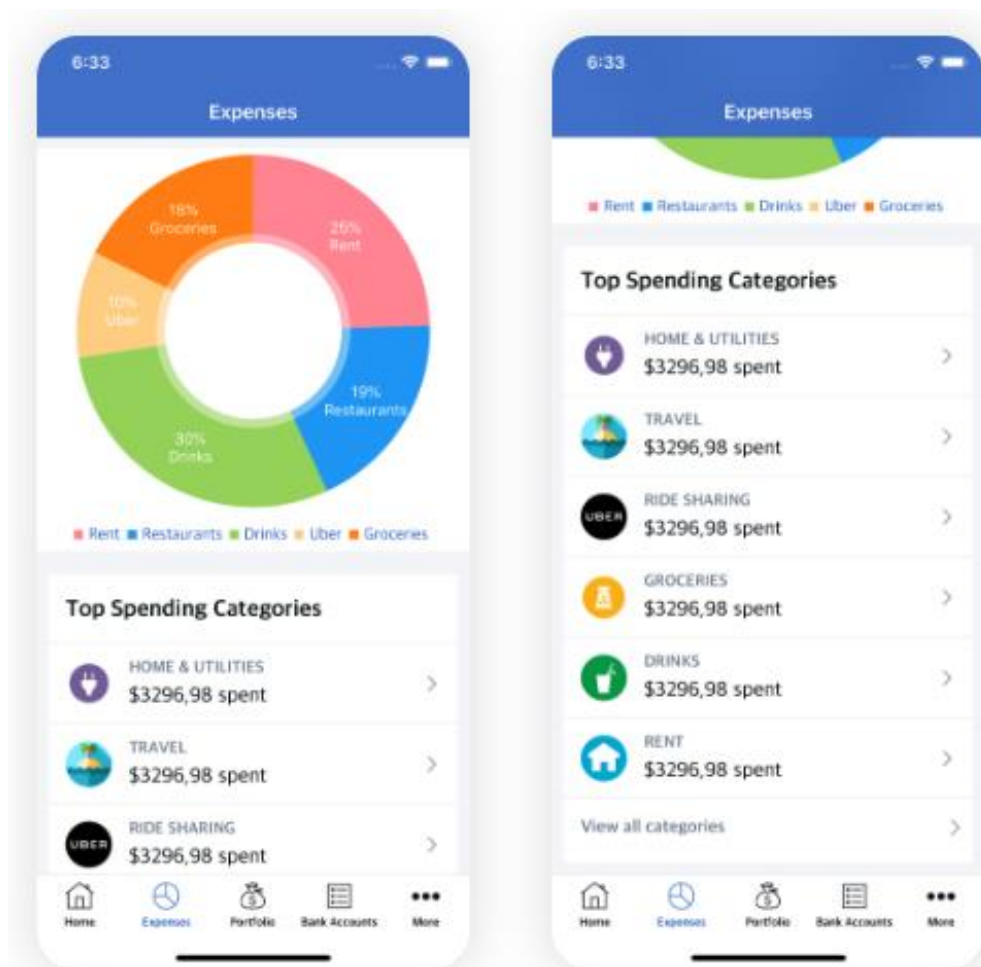 6:33
Expenses
18%
Groceries
25%
Rent
10%
Uber
19%
Restaurants
30%
Drinks
Rent Restaurants Drinks Uber Groceries
Top Spending Categories
HOME & UTILITIES
$3296,98 spent
TRAVEL
$3296,98 spent
RIDE SHARING
UBER
$3296,98 spent
Home Expenses Portfolio Bank Accounts More
6:33
Expenses
Rent Restaurants Drinks Uber Groceries
Top Spending Categories
HOME & UTILITIES
$3296,98 spent
TRAVEL
$3296,98 spent
RIDE SHARING
UBER
$3296,98 spent
GROCERIES
$3296,98 spent
DRINKS
$3296,98 spent
RENT
$3296,98 spent
View all categories
Home Expenses Portfolio Bank Accounts More